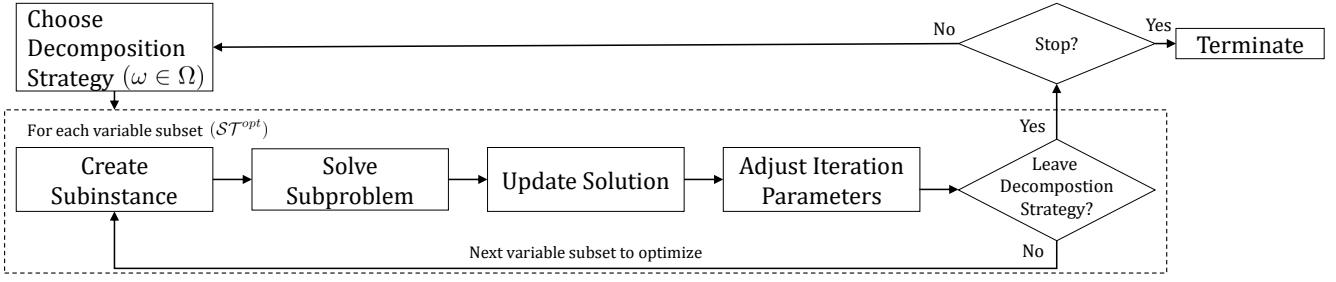 Choose
Decomposition
Strategy (ω ∈ Ω)
No
Stop?
Yes
Terminate
For each variable subset (𝒮𝒯^opt)
Yes
Create
Subinstance
Solve
Subproblem
Update Solution
Adjust Iteration
Parameters
Leave
Decompostion
Strategy?
Next variable subset to optimize
No